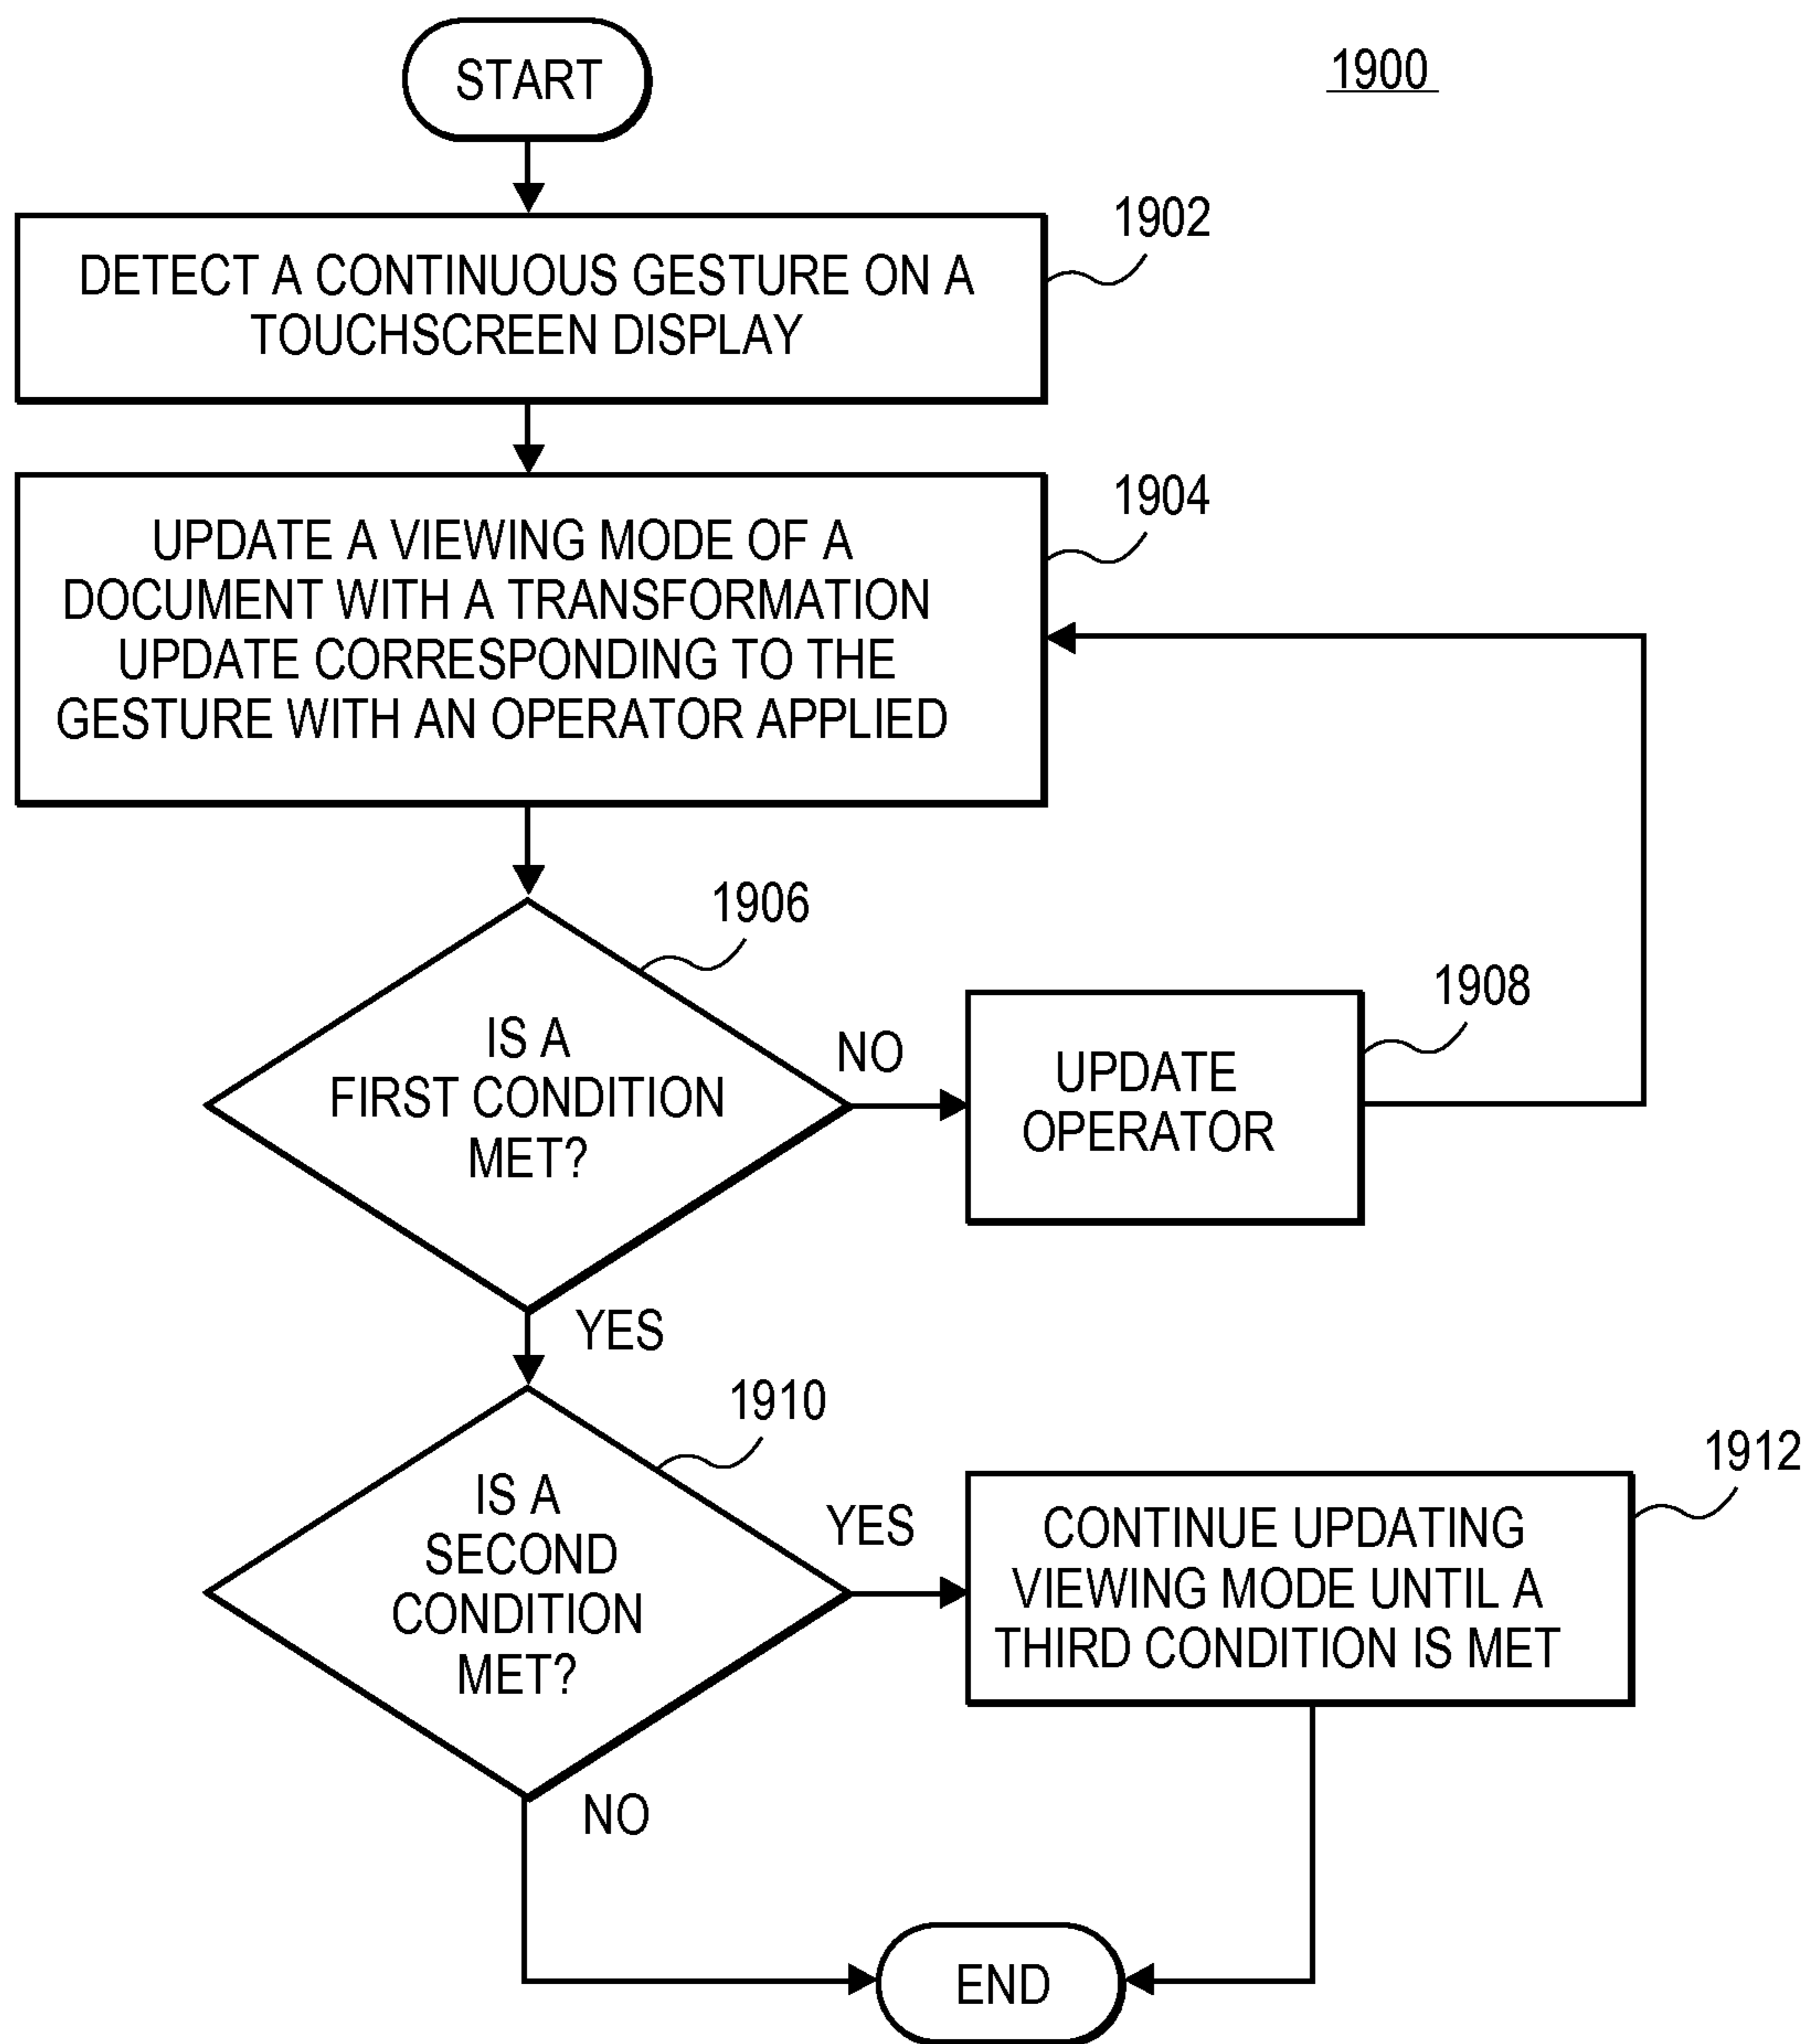 START
1900
1902
DETECT A CONTINUOUS GESTURE ON A
TOUCHSCREEN DISPLAY
1904
UPDATE A VIEWING MODE OF A
DOCUMENT WITH A TRANSFORMATION
UPDATE CORRESPONDING TO THE
GESTURE WITH AN OPERATOR APPLIED
1906
IS A
FIRST CONDITION
MET?
NO
1908
UPDATE
OPERATOR
YES
1910
IS A
SECOND
CONDITION
MET?
YES
1912
CONTINUE UPDATING
VIEWING MODE UNTIL A
THIRD CONDITION IS MET
NO
END